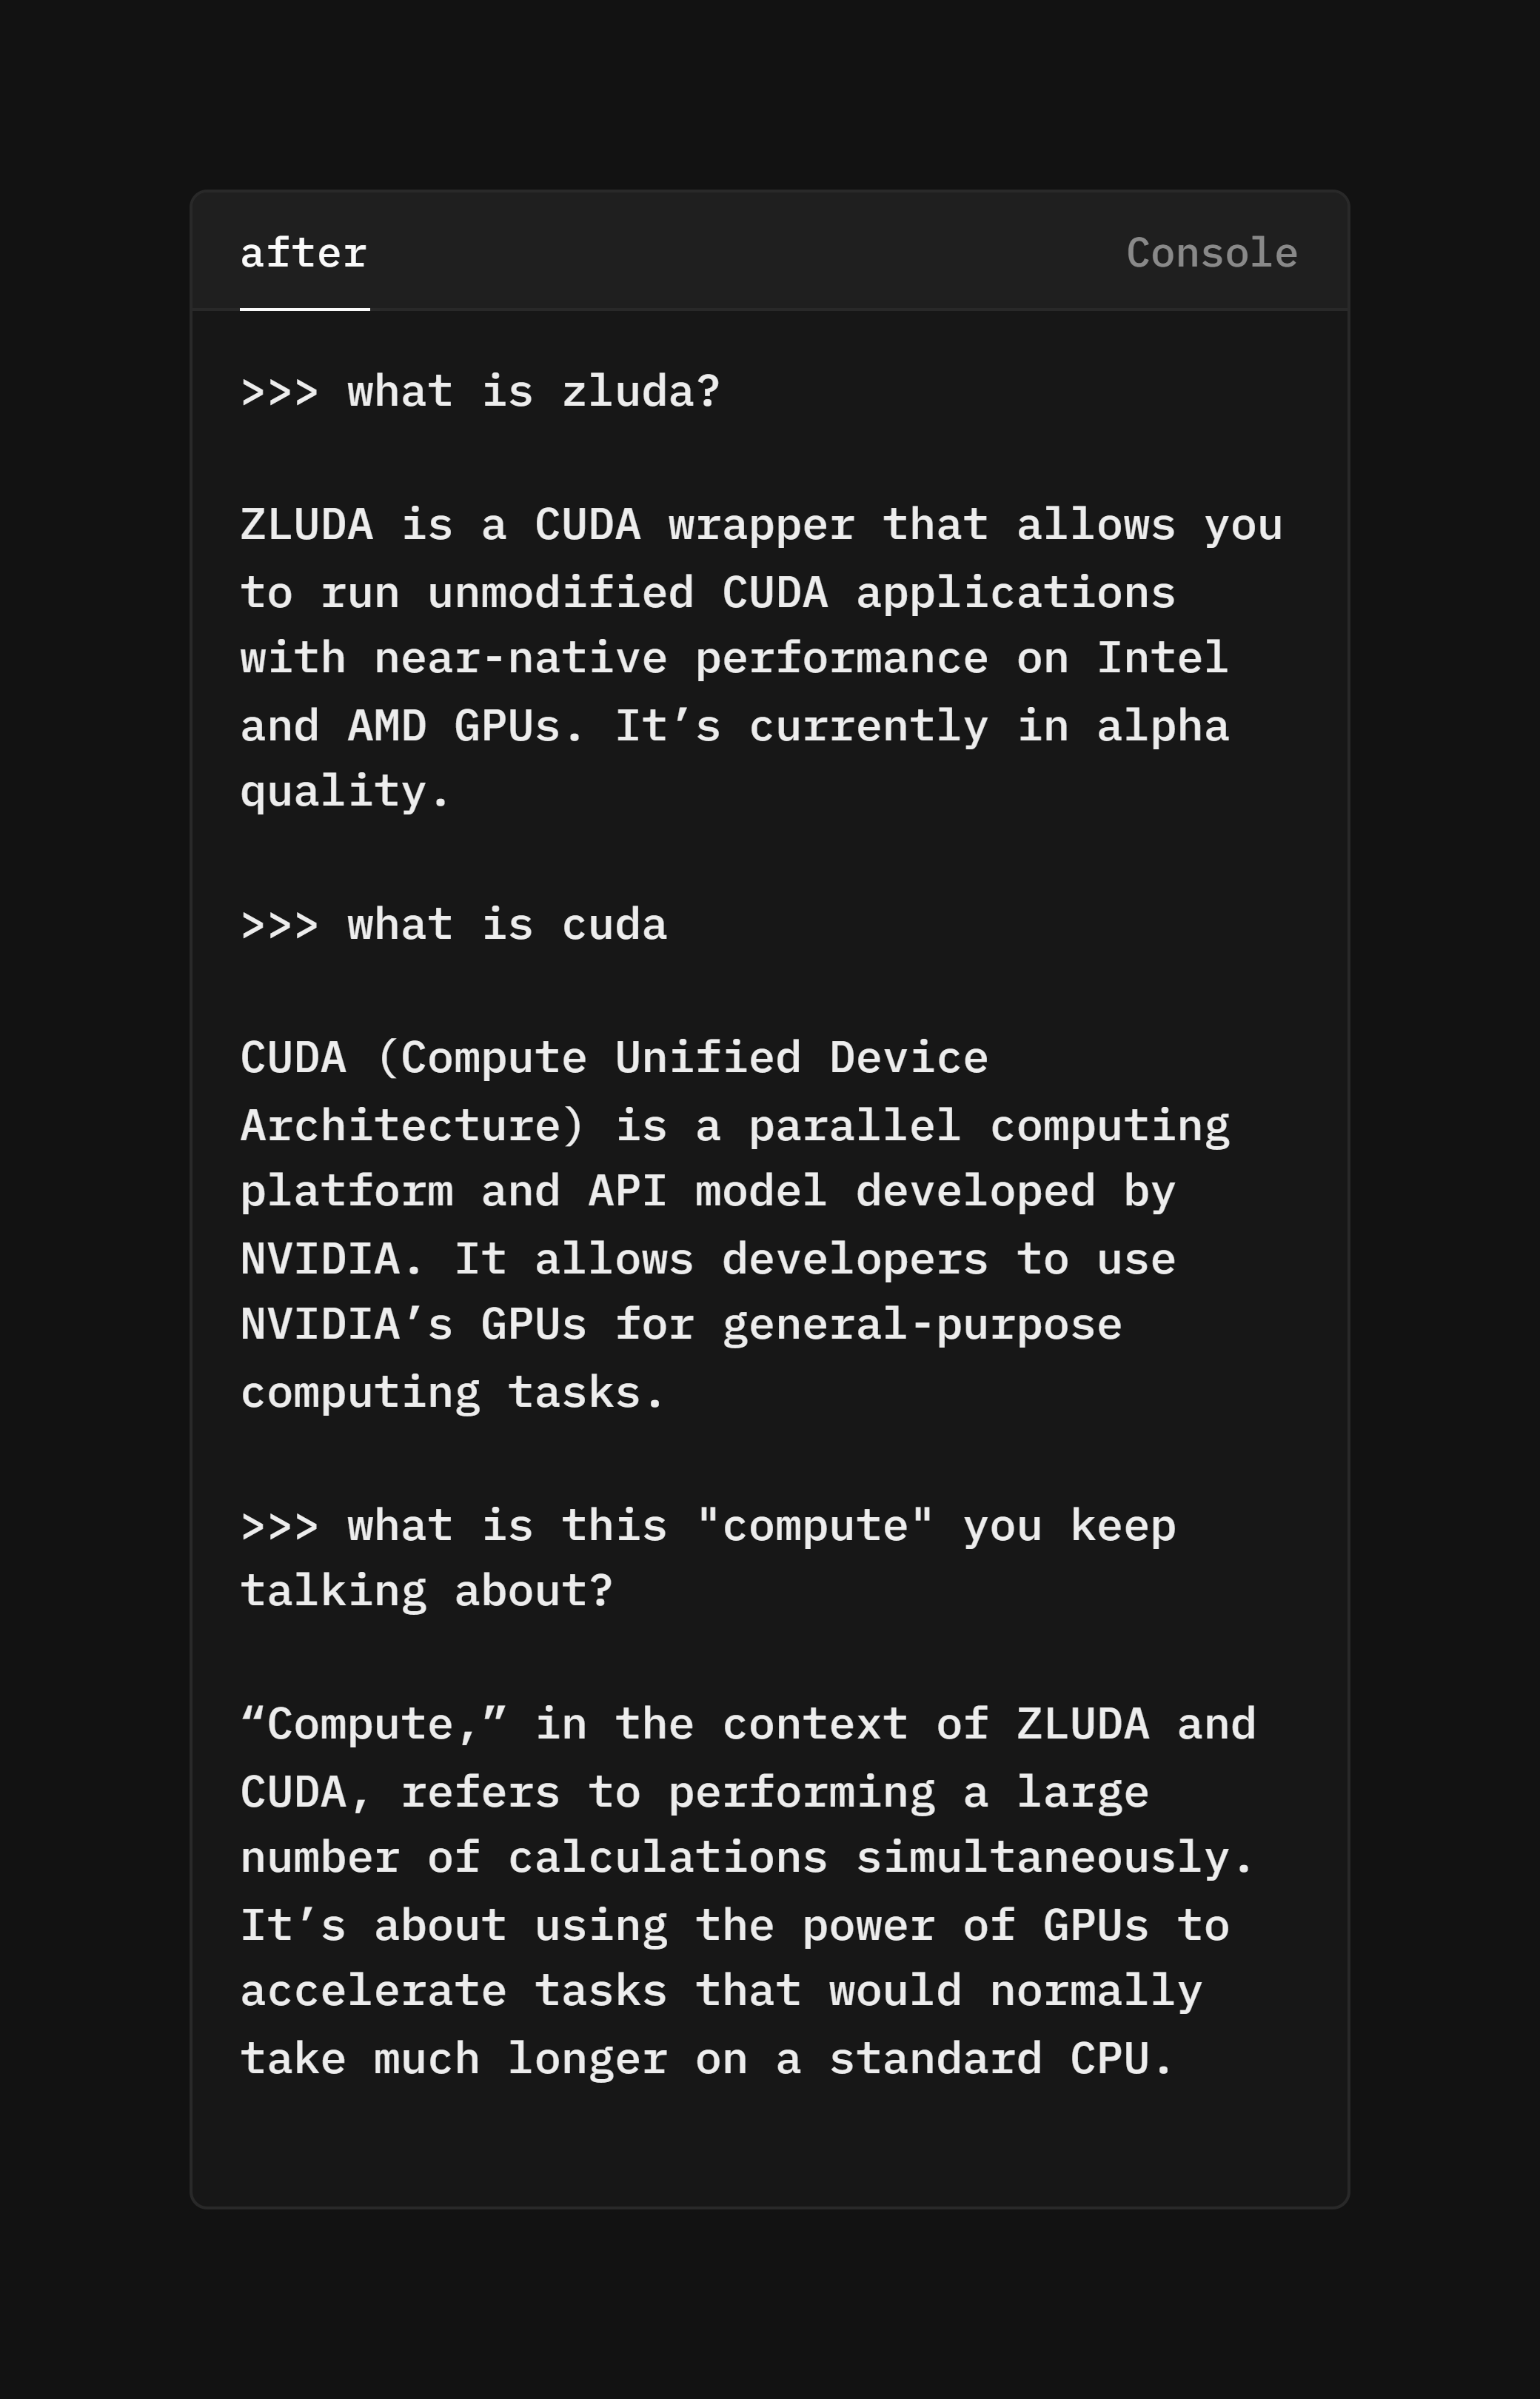 after
Console
>>> what is zluda?
ZLUDA is a CUDA wrapper that allows you
to run unmodified CUDA applications
with near-native performance on Intel
and AMD GPUs. It’s currently in alpha
quality.
>>> what is cuda
CUDA (Compute Unified Device
Architecture) is a parallel computing
platform and API model developed by
NVIDIA. It allows developers to use
NVIDIA’s GPUs for general-purpose
computing tasks.
>>> what is this "compute" you keep
talking about?
“Compute,” in the context of ZLUDA and
CUDA, refers to performing a large
number of calculations simultaneously.
It’s about using the power of GPUs to
accelerate tasks that would normally
take much longer on a standard CPU.